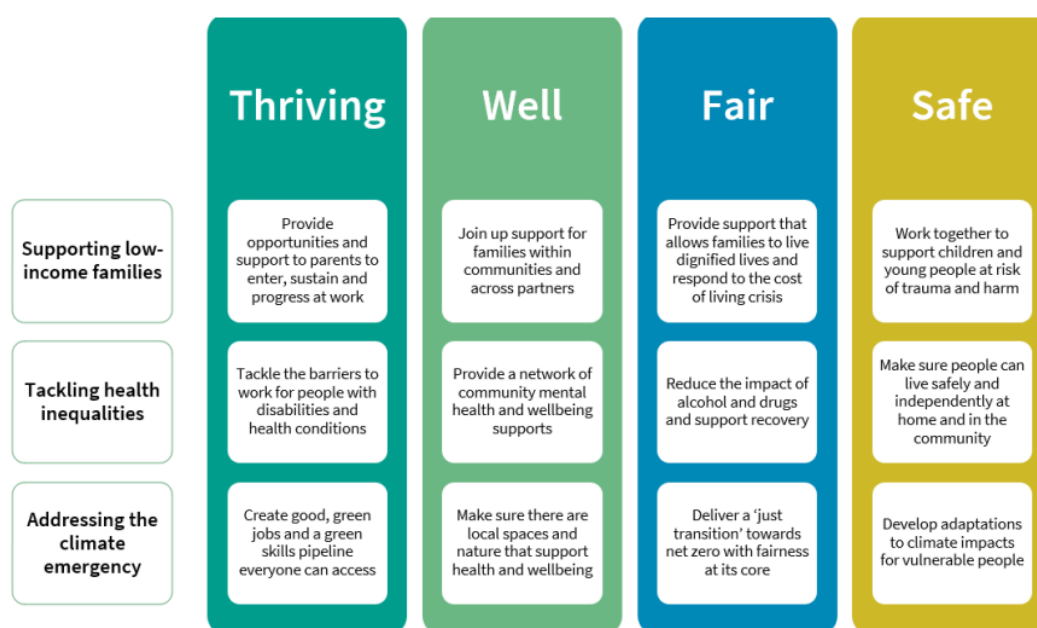 Thriving
Well
Fair
Safe
Supporting low-
income families
Provide
opportunities and
support to parents to
enter, sustain and
progress at work
Join up support for
families within
communities and
across partners
Provide support that
allows families to live
dignified lives and
respond to the cost
of living crisis
Work together to
support children and
young people at risk
of trauma and harm
Tackling health
inequalities
Tackle the barriers to
work for people with
disabilities and
health conditions
Provide a network of
community mental
health and wellbeing
supports
Reduce the impact of
alcohol and drugs
and support recovery
Make sure people can
live safely and
independently at
home and in the
community
Addressing the
climate
emergency
Create good, green
jobs and a green
skills pipeline
everyone can access
Make sure there are
local spaces and
nature that support
health and wellbeing
Deliver a ‘just
transition’ towards
net zero with fairness
at its core
Develop adaptations
to climate impacts
for vulnerable people